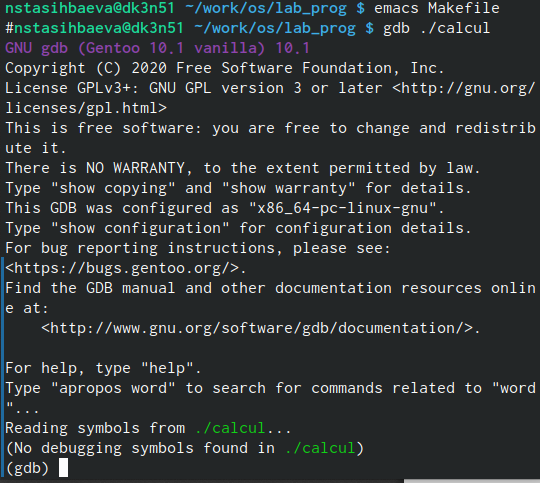 nstasihbaeva@dk3n51 ~/work/os/lab_prog $ emacs Makefile
#nstasihbaeva@dk3n51 ~/work/os/lab_prog $ gdb ./calcul
GNU gdb (Gentoo 10.1 vanilla) 10.1
Copyright (C) 2020 Free Software Foundation, Inc.
License GPLv3+: GNU GPL version 3 or later <http://gnu.org/
licenses/gpl.html>
This is free software: you are free to change and redistrib
ute it.
There is NO WARRANTY, to the extent permitted by law.
Type "show copying" and "show warranty" for details.
This GDB was configured as "x86_64-pc-linux-gnu".
Type "show configuration" for configuration details.
For bug reporting instructions, please see:
<https://bugs.gentoo.org/>.
Find the GDB manual and other documentation resources onlin
e at:
    <http://www.gnu.org/software/gdb/documentation/>.

For help, type "help".
Type "apropos word" to search for commands related to "word
"...
Reading symbols from ./calcul...
(No debugging symbols found in ./calcul)
(gdb)